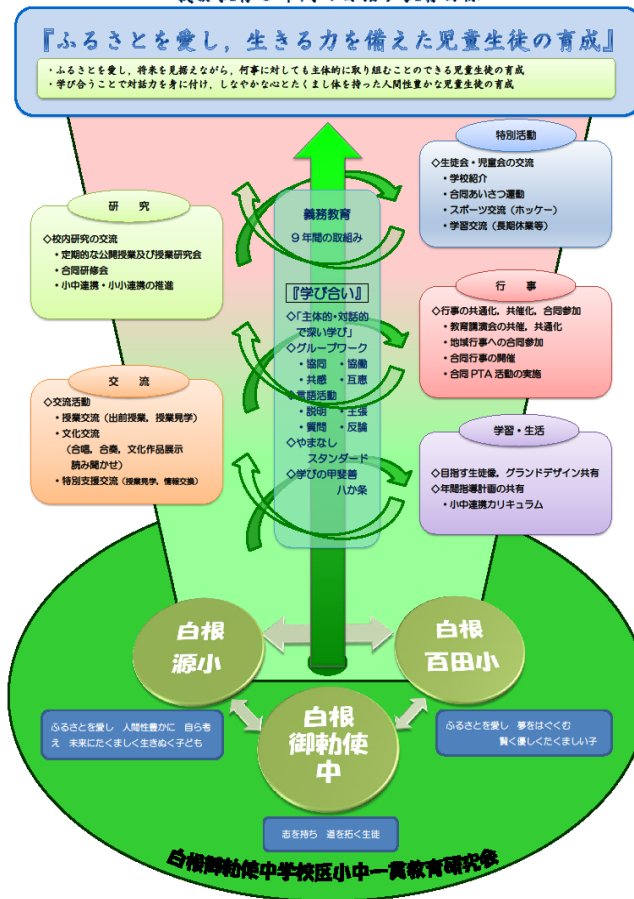 『ふるさとを愛し，生きる力を備えた児童生徒の育成』
・ふるさとを愛し，将来を見据えながら，何事に対しても主体的に取り組むことのできる児童生徒の育成
・学び合うことで対話力を身に付け，しなやかな心とたくまし体を持った人間性豊かな児童生徒の育成
特別活動
◇生徒会・児童会の交流
・学校紹介
・合同あいさつ運動
・スポーツ交流（ホッケー）
・学習交流（長期休業等）
研　究
◇校内研究の交流
・定期的な公開授業及び授業研究会
・合同研修会
・小中連携・小小連携の推進
義務教育
９年間の取組み
『学び合い』
◇「主体的・対話的
で深い学び」
◇グループワーク
・協同　・協働
・共感　・互恵
◇言語活動
・説明　・主張
・質問　・反論
◇やまなし
スタンダード
◇学びの甲斐善
八か条
行　事
◇行事の共通化，共催化，合同参加
・教育講演会の共催，共通化
・地域行事への合同参加
・合同行事の開催
・合同PTA活動の実施
交　流
◇交流活動
・授業交流（出前授業，授業見学）
・文化交流
（合唱，合奏，文化作品展示
読み聞かせ）
・特別支援交流（授業見学，情報交換）
学習・生活
◇目指す生徒像，グランドデザイン共有
◇年間指導計画の共有
・小中連携カリキュラム
白根
源小
白根
百田小
白根
御勅使
中
ふるさとを愛し　人間性豊かに　自ら考
え　未来にたくましく生きぬく子ども
ふるさとを愛し　夢をはぐくむ
賢く優しくたくましい子
志を持ち　道を拓く生徒
白根御勅使中学校区小中一貫教育研究会